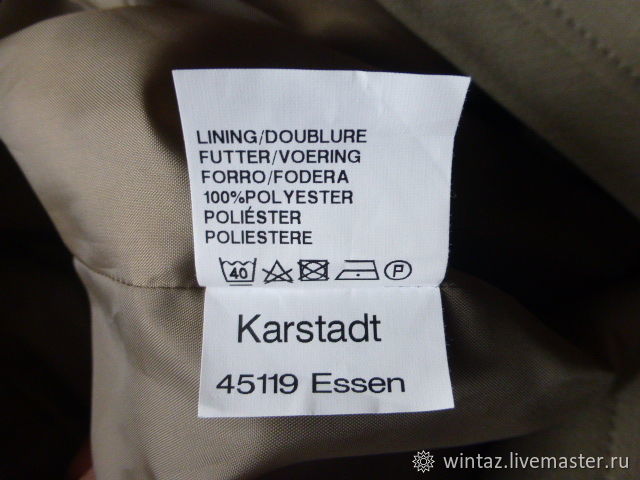 LINING/DOUBLURE
FUTTER/VOERING
FORRO/FODERA
100%POLYESTER
POLIÉSTER
POLIESTERE
40 P
Karstadt
45119 Essen
wintaz.livemaster.ru